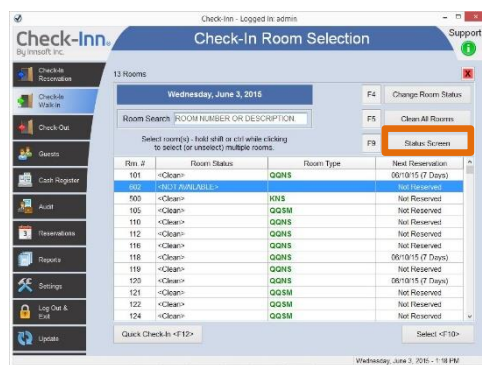 Check-Inn - Logged In: admin
Check-Inn.
By Innsoft Inc.
Check-In Room Selection
Support
Check-In
Reservation
Check-In
Walk In
Check Out
Guests
Cash Register
Audit
3
Reservations
Reports
Settings
Log Out &
Exit
Update
13 Rooms
X
Wednesday, June 3, 2015
F4 Change Room Status
Room Search ROOM NUMBER OR DESCRIPTION
F5 Clean All Rooms
Select room(s) - hold shift or ctrl while clicking
to select (or unselect) multiple rooms.
F9 Status Screen
Rm. # Room Status Room Type Next Reservation
101 <Clean> QQNS 06/10/15 (7 Days)
602 <NOT AVAILABLE> Not Reserved
500 <Clean> KNS Not Reserved
105 <Clean> QQSM Not Reserved
110 <Clean> QQNS Not Reserved
112 <Clean> QQNS Not Reserved
116 <Clean> QQNS Not Reserved
118 <Clean> QQNS 06/10/15 (7 Days)
119 <Clean> QQNS Not Reserved
120 <Clean> QQNS 06/10/15 (7 Days)
121 <Clean> QQSM Not Reserved
122 <Clean> QQSM Not Reserved
124 <Clean> QQSM Not Reserved
Quick Check-In <F12>
Select <F10>
Wednesday, June 3, 2015 - 1:18 PM